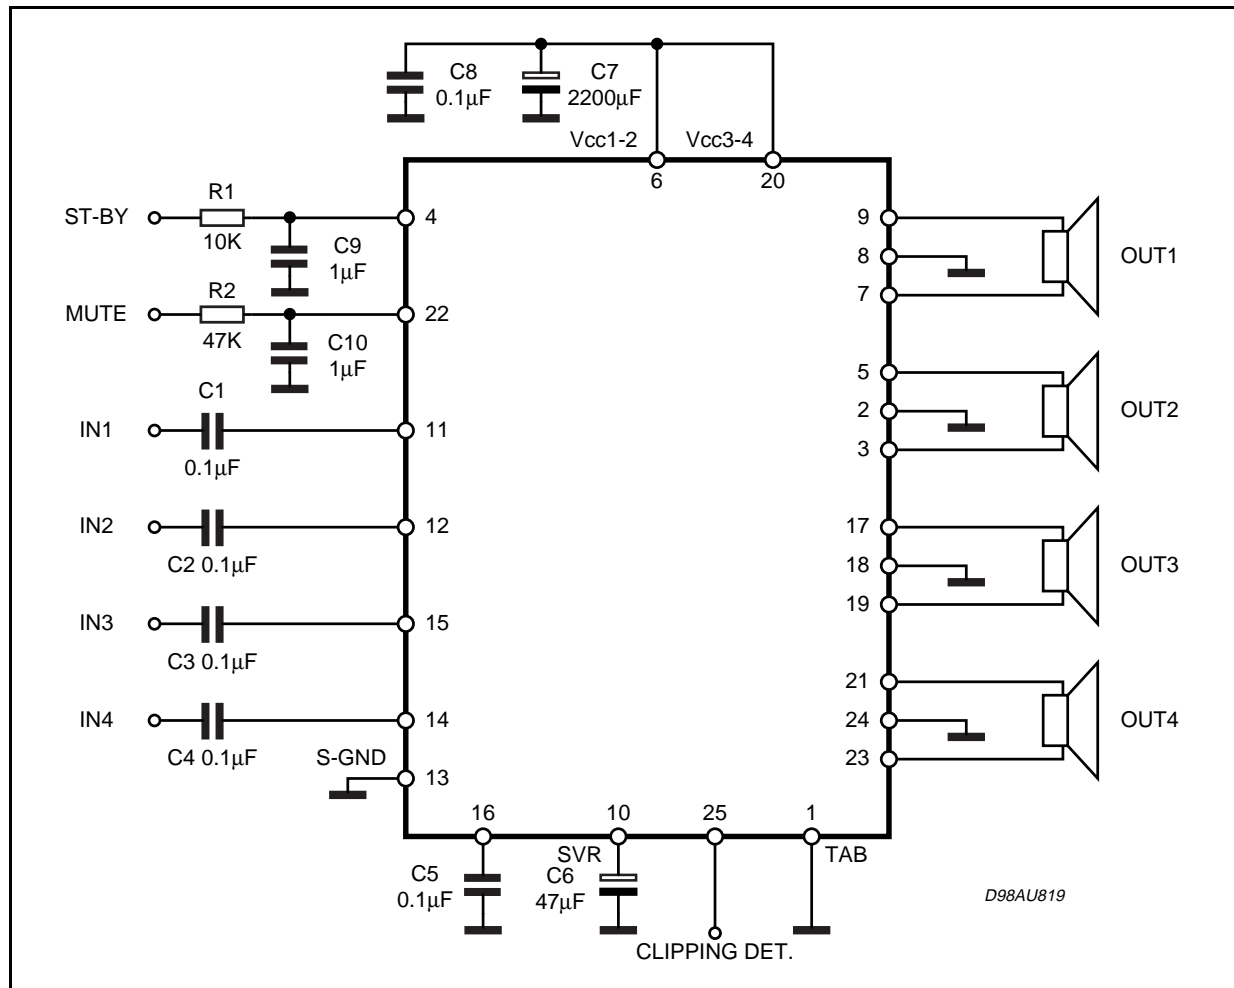 C8
0.1μF
C7
2200μF
Vcc1-2
Vcc3-4
6
20
ST-BY
R1
10K
C9
1μF
4
MUTE
R2
47K
C10
1μF
22
IN1
C1
0.1μF
11
IN2
C2 0.1μF
12
IN3
C3 0.1μF
15
IN4
C4 0.1μF
14
S-GND
13
9
8
7
OUT1
5
2
3
OUT2
17
18
19
OUT3
21
24
23
OUT4
16
10
25
1
SVR
TAB
C5
0.1μF
C6
47μF
CLIPPING DET.
D98AU819